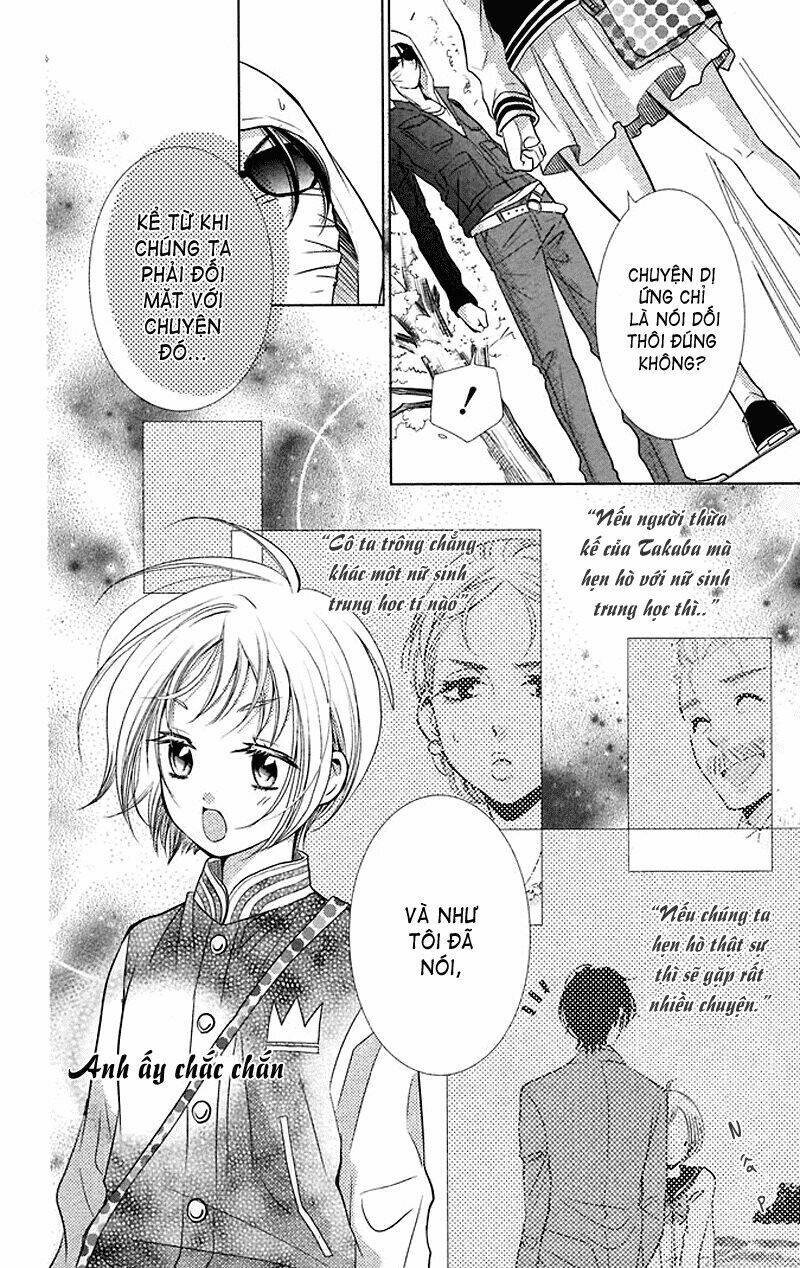 CHUYỆN DỊ
ỨNG CHỈ
LÀ NÓI DỐI
THÔI ĐÚNG
KHÔNG?
!
KỂ TỪ KHI
CHÚNG TA
PHẢI ĐỐI
MẶT VỚI
CHUYỆN
ĐÓ...
"Nếu người thừa
kế của Takaba mà
hẹn hò với nữ sinh
trung học thì.."
"Cô ta trông chẳng
khác một nữ sinh
trung học tí nào"
"Nếu chúng ta
hẹn hò thật sự
thì sẽ gặp rất
nhiều chuyện."
VÀ NHƯ
TÔI ĐÃ
NÓI,
Anh ấy chắc chắn